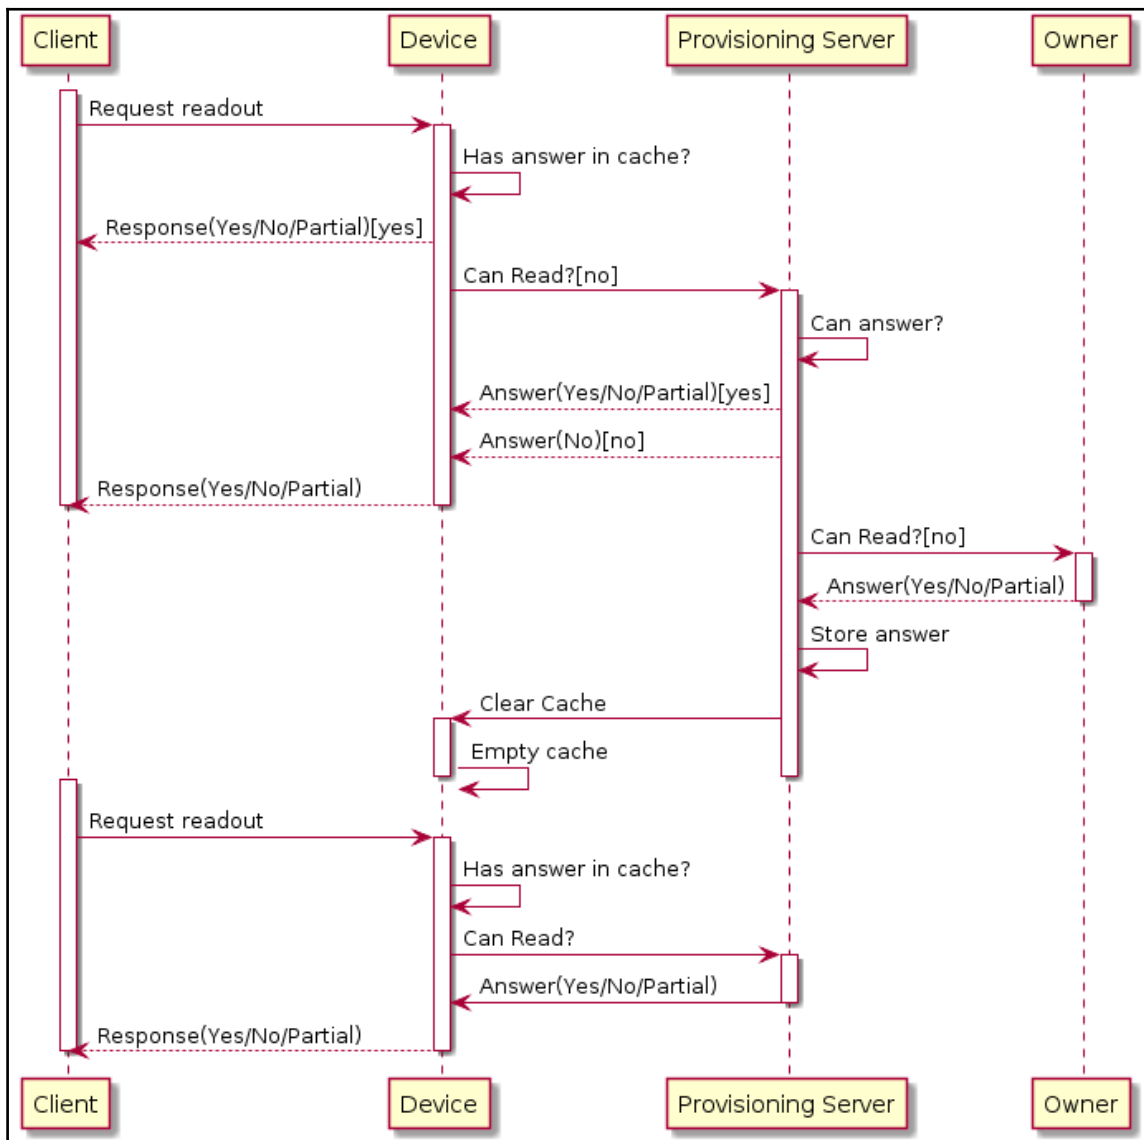 Client
Device
Provisioning Server
Owner
Request readout
Has answer in cache?
Response(Yes/No/Partial)[yes]
Can Read?[no]
Can answer?
Answer(Yes/No/Partial)[yes]
Answer(No)[no]
Response(Yes/No/Partial)
Can Read?[no]
Answer(Yes/No/Partial)
Store answer
Clear Cache
Empty cache
Request readout
Has answer in cache?
Can Read?
Answer(Yes/No/Partial)
Response(Yes/No/Partial)
Client
Device
Provisioning Server
Owner